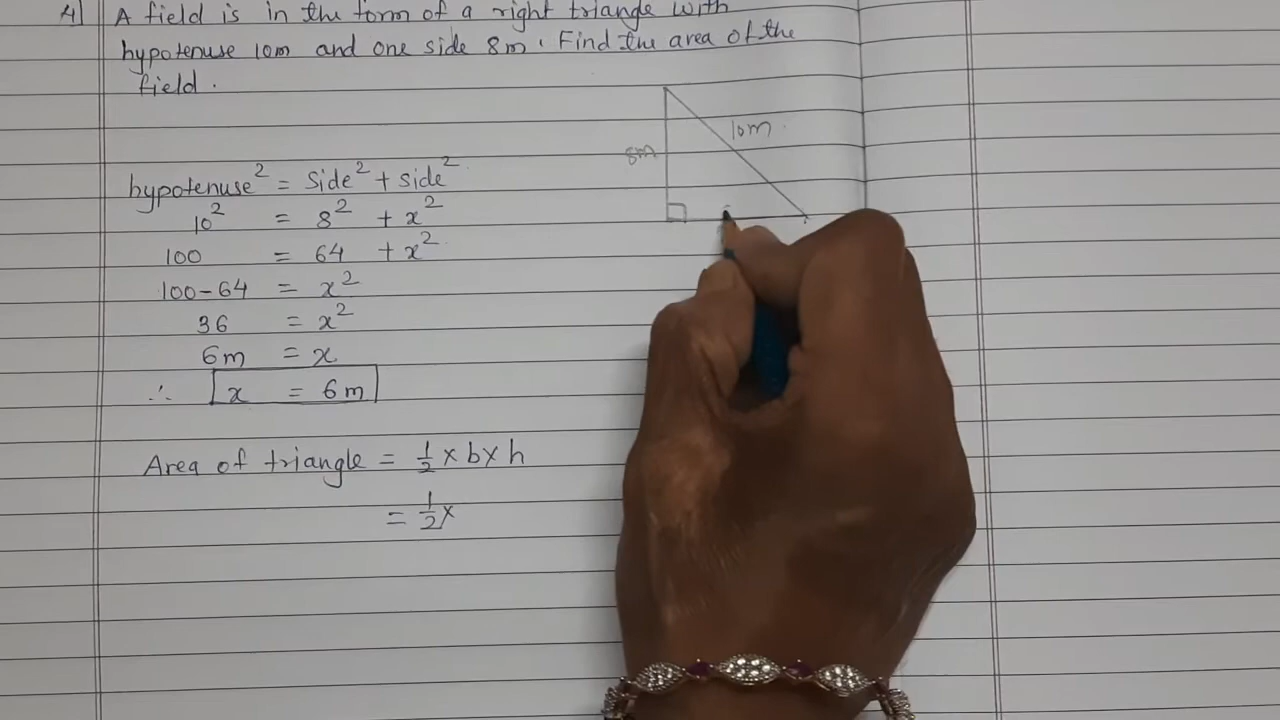 4] A field is in the form of a right triangle with
hypotenuse 10m and one side 8m. Find the area of the
field.
10m
8m
hypotenuse² = side² + side²
10² = 8² + x²
100 = 64 + x²
100-64 = x²
36 = x²
6m = x
∴ x = 6m
Area of triangle = 1/2 × b × h
= 1/2 ×